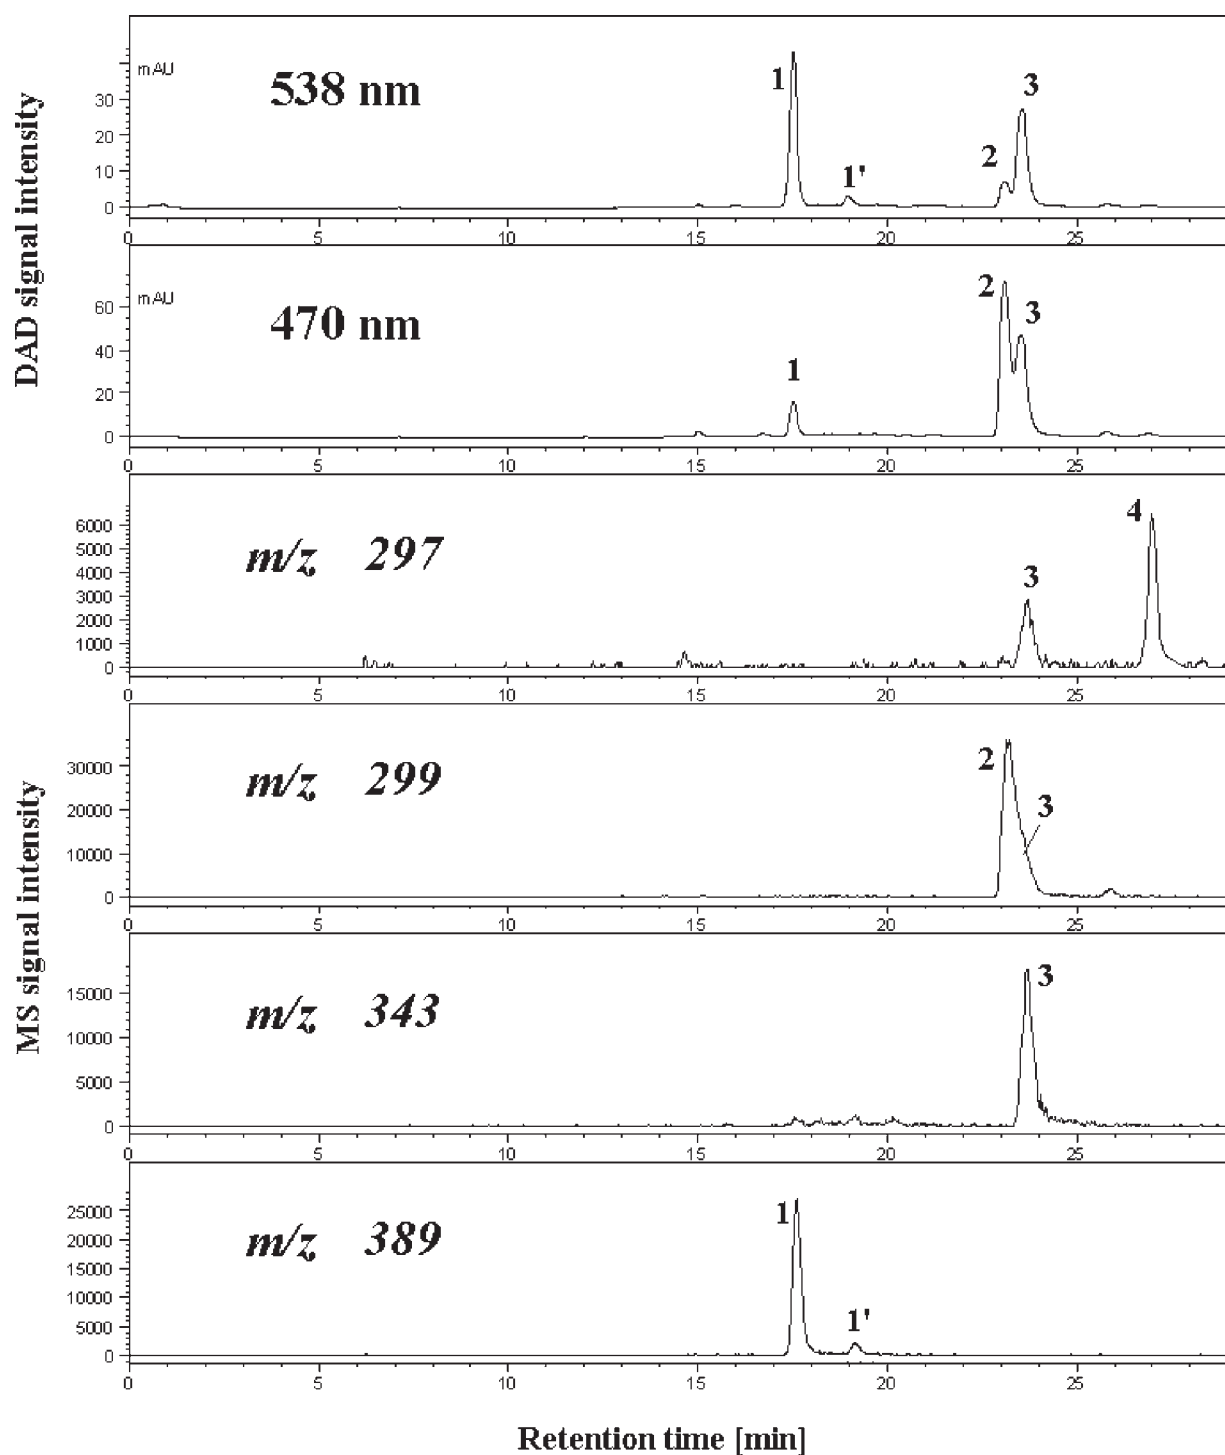 DAD signal intensity
MS signal intensity
mAU
538 nm
1
1'
2
3
30
20
10
0
0 5 10 15 20 25
mAU
470 nm
1
2
3
60
40
20
0
0 5 10 15 20 25
m/z 297
3
4
6000
5000
4000
3000
2000
1000
0
0 5 10 15 20 25
m/z 299
2
3
30000
20000
10000
0
0 5 10 15 20 25
m/z 343
3
15000
10000
5000
0
0 5 10 15 20 25
m/z 389
1
1'
25000
20000
15000
10000
5000
0
0 5 10 15 20 25
Retention time [min]